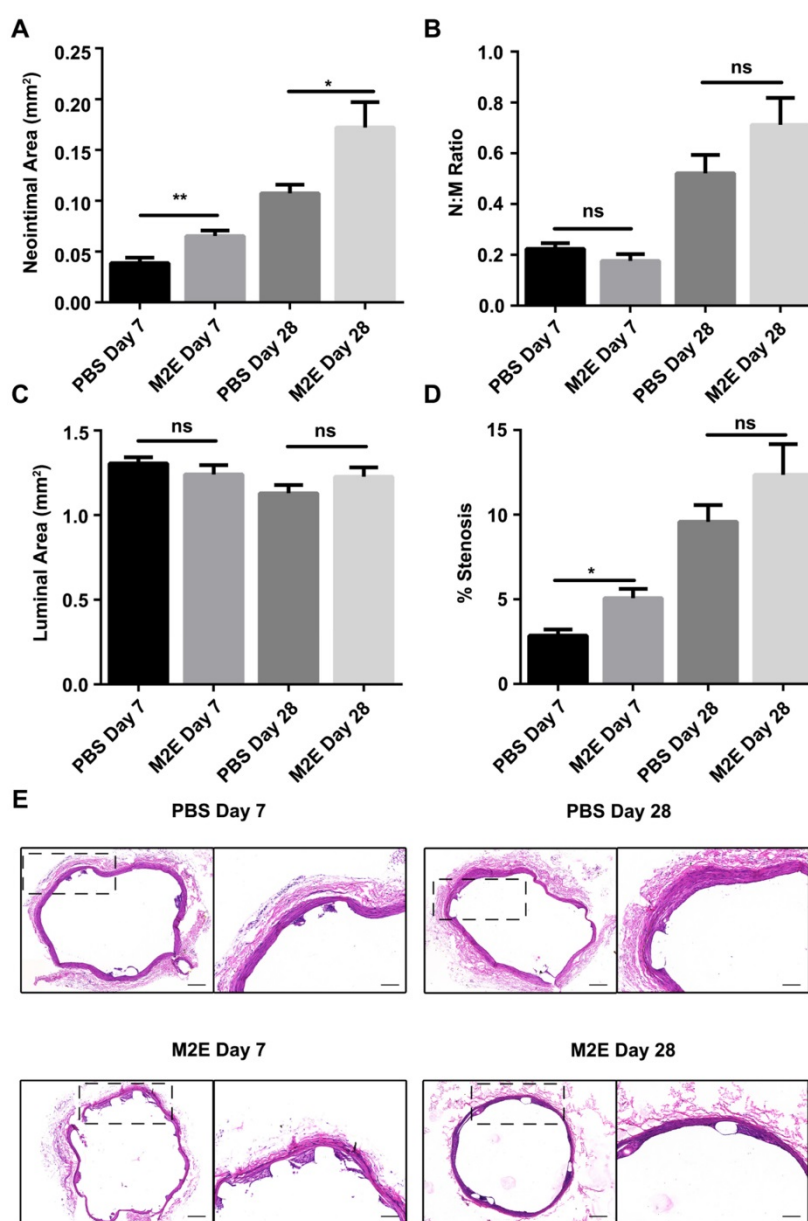 A
Neointimal Area (mm²)
0.25
0.20
0.15
0.10
0.05
0.00
**
*
PBS Day 7
M2E Day 7
PBS Day 28
M2E Day 28
B
N:M Ratio
1.0
0.8
0.6
0.4
0.2
0.0
ns
ns
PBS Day 7
M2E Day 7
PBS Day 28
M2E Day 28
C
Luminal Area (mm²)
1.5
1.0
0.5
0.0
ns
ns
PBS Day 7
M2E Day 7
PBS Day 28
M2E Day 28
D
% Stenosis
15
10
5
0
*
ns
PBS Day 7
M2E Day 7
PBS Day 28
M2E Day 28
E
PBS Day 7
PBS Day 28
M2E Day 7
M2E Day 28